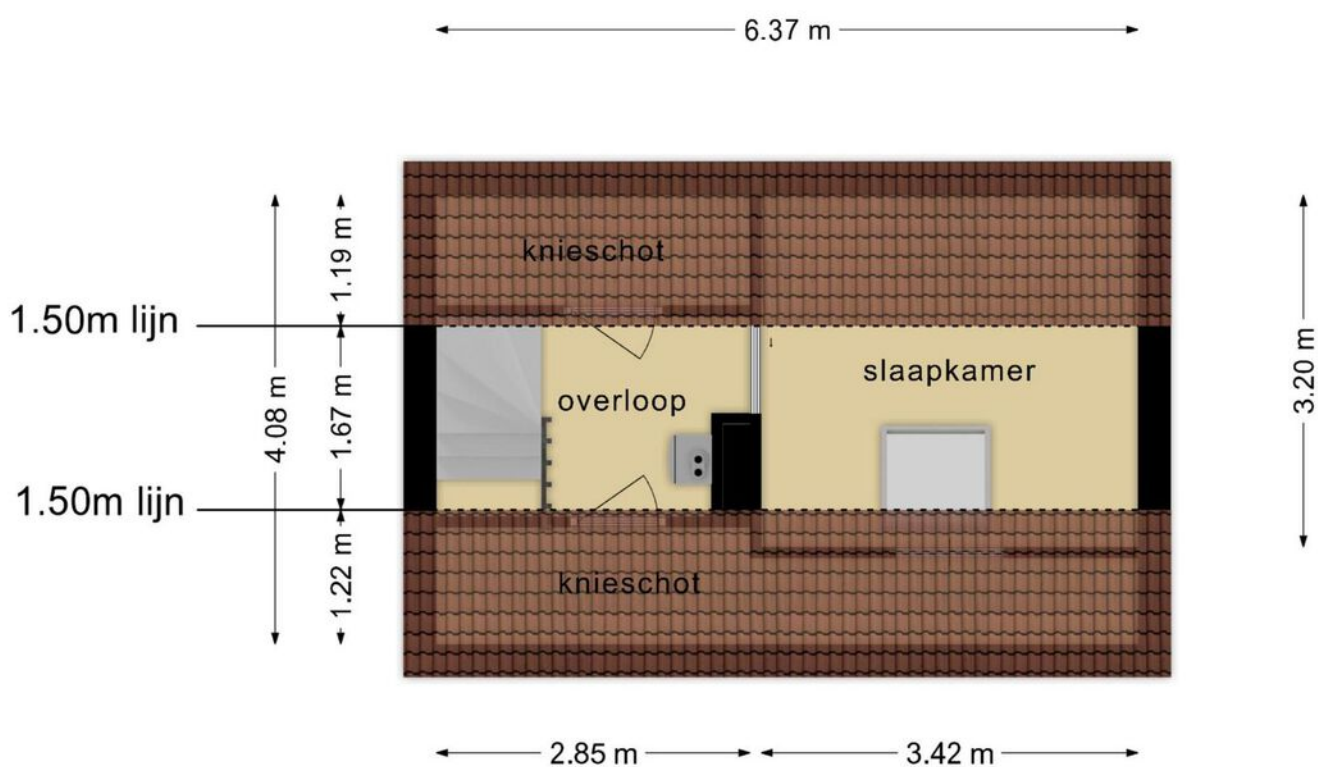 6.37 m
1.19 m
knieschot
1.50m lijn
3.20 m
slaapkamer
overloop
4.08 m
1.67 m
1.50m lijn
1.22 m
knieschot
2.85 m
3.42 m